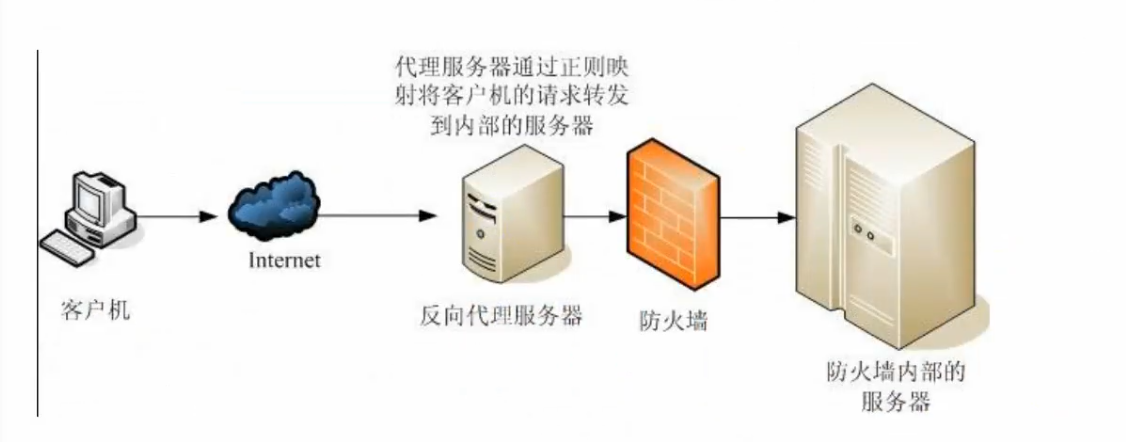 代理服务器通过正则映
射将客户机的请求转发
到内部的服务器
Internet
客户机
反向代理服务器
防火墙
防火墙内部的
服务器